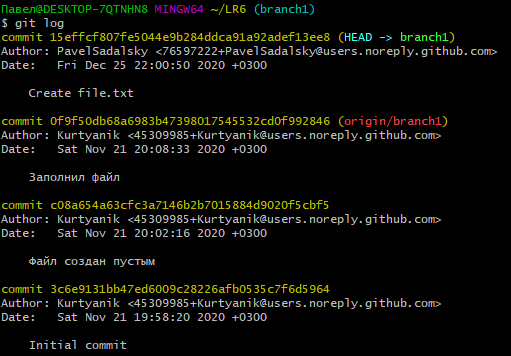 Павел@DESKTOP-7QTNHN8 MINGW64 ~/LR6 (branch1)
$ git log
commit 15effcf807fe5044e9b284ddca91a92adef13ee8 (HEAD -> branch1)
Author: PavelSadalsky <76597222+PavelSadalsky@users.noreply.github.com>
Date:   Fri Dec 25 22:00:50 2020 +0300
    Create file.txt
commit 0f9f50db68a6983b47398017545532cd0f992846 (origin/branch1)
Author: Kurtyanik <45309985+Kurtyanik@users.noreply.github.com>
Date:   Sat Nov 21 20:08:33 2020 +0300
    Заполнил файл
commit c08a654a63cfc3a7146b2b7015884d9020f5cbf5
Author: Kurtyanik <45309985+Kurtyanik@users.noreply.github.com>
Date:   Sat Nov 21 20:02:16 2020 +0300
    Файл создан пустым
commit 3c6e9131bb47ed6009c28226afb0535c7f6d5964
Author: Kurtyanik <45309985+Kurtyanik@users.noreply.github.com>
Date:   Sat Nov 21 19:58:20 2020 +0300
    Initial commit